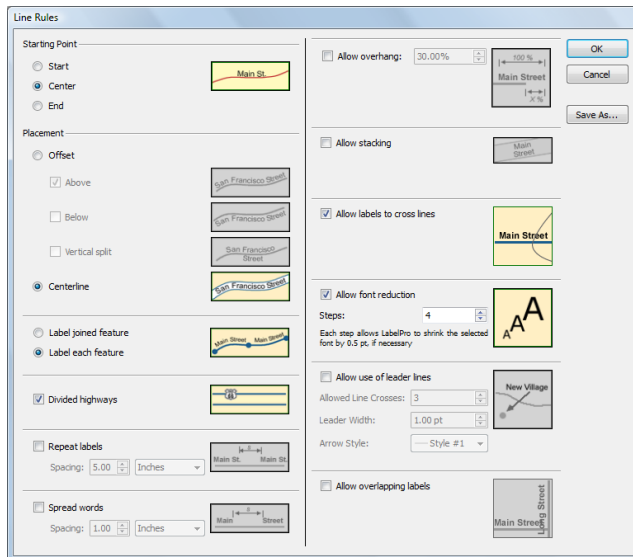 Line Rules
Starting Point
Start
Center
End
Main St.
Placement
Offset
Above
San Francisco Street
Below
San Francisco Street
Vertical split
San Francisco
Street
Centerline
San Francisco Street
Label joined feature
Label each feature
Main Street Main Street
Divided highways
Repeat labels
Spacing: 5.00 Inches
Main St. Main St.
Spread words
Spacing: 1.00 Inches
Main Street
Allow overhang: 30.00%
100 %
Main Street
X %
Allow stacking
Main
Street
Allow labels to cross lines
Main Street
Allow font reduction
Steps: 4
Each step allows LabelPro to shrink the selected
font by 0.5 pt, if necessary
A A A
Allow use of leader lines
Allowed Line Crosses: 3
Leader Width: 1.00 pt
Arrow Style: Style #1
New Village
Allow overlapping labels
Main Street
Long Street
OK
Cancel
Save As...